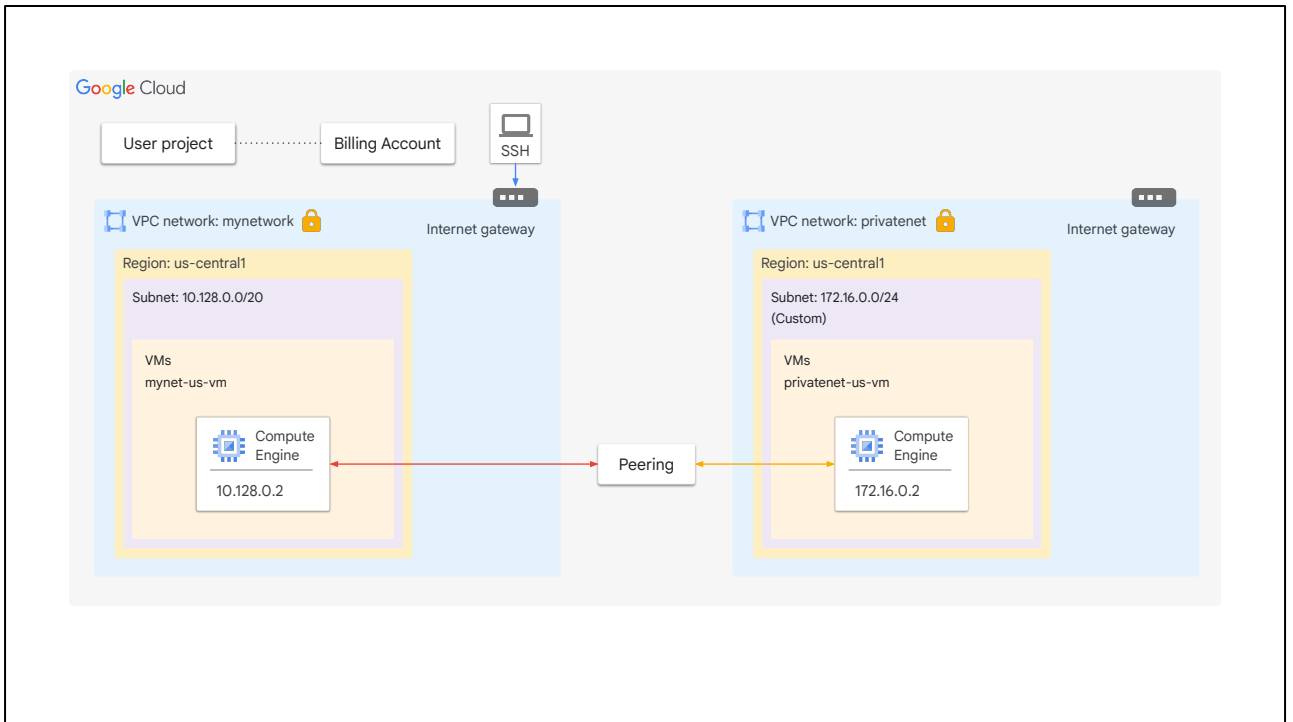 Google Cloud
User project
Billing Account
SSH
VPC network: mynetwork
Internet gateway
Region: us-central1
Subnet: 10.128.0.0/20
VMs
mynet-us-vm
Compute
Engine
10.128.0.2
Peering
VPC network: privatenet
Internet gateway
Region: us-central1
Subnet: 172.16.0.0/24
(Custom)
VMs
privatenet-us-vm
Compute
Engine
172.16.0.2